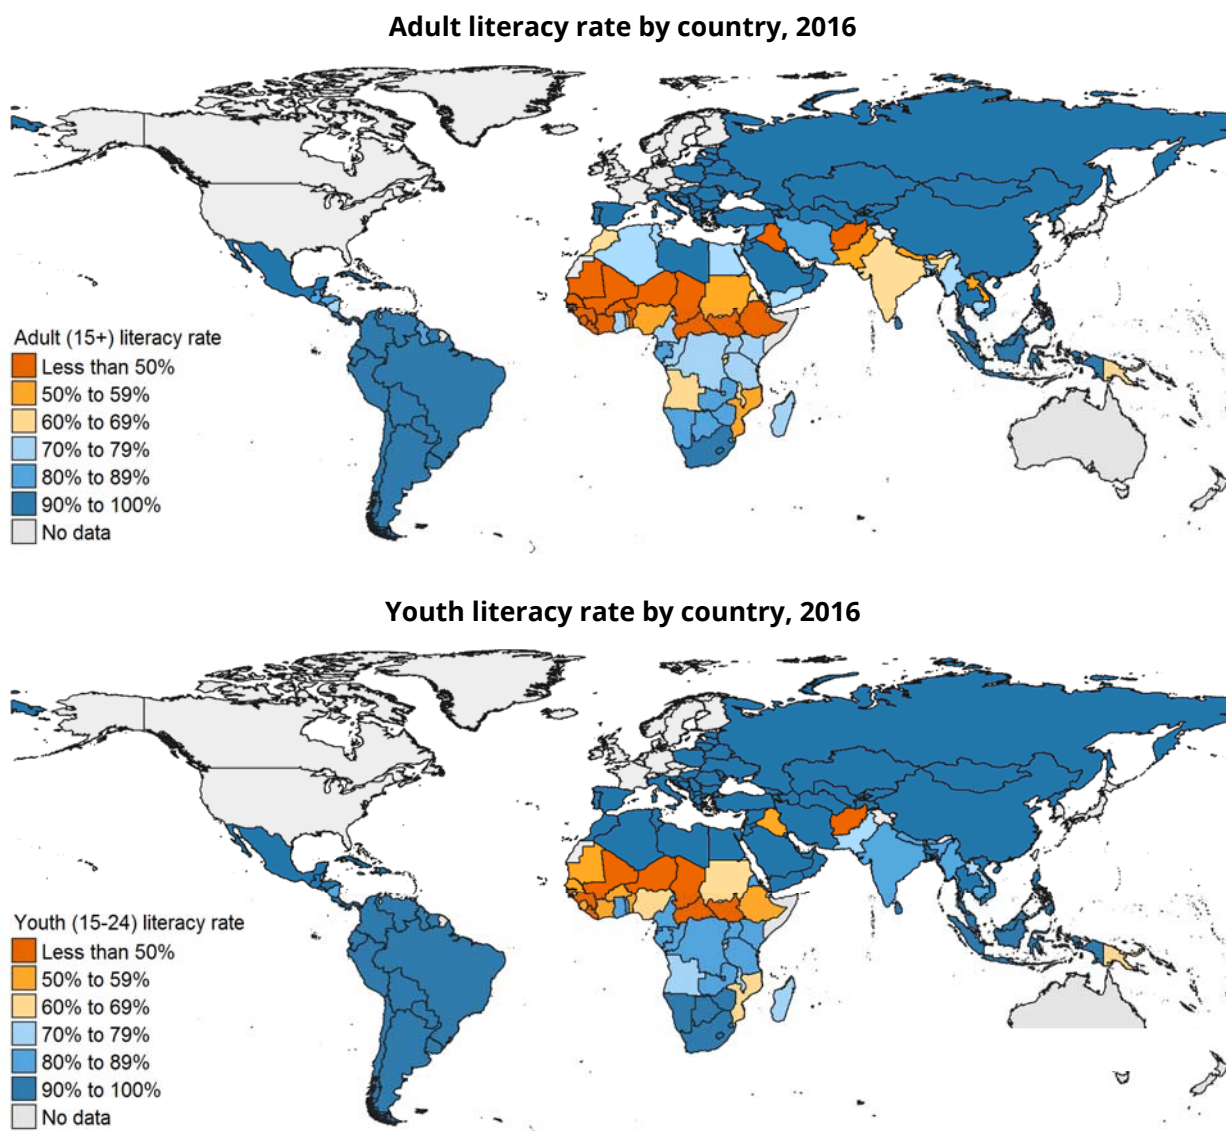 Adult literacy rate by country, 2016
Adult (15+) literacy rate
Less than 50%
50% to 59%
60% to 69%
70% to 79%
80% to 89%
90% to 100%
No data
Youth literacy rate by country, 2016
Youth (15-24) literacy rate
Less than 50%
50% to 59%
60% to 69%
70% to 79%
80% to 89%
90% to 100%
No data